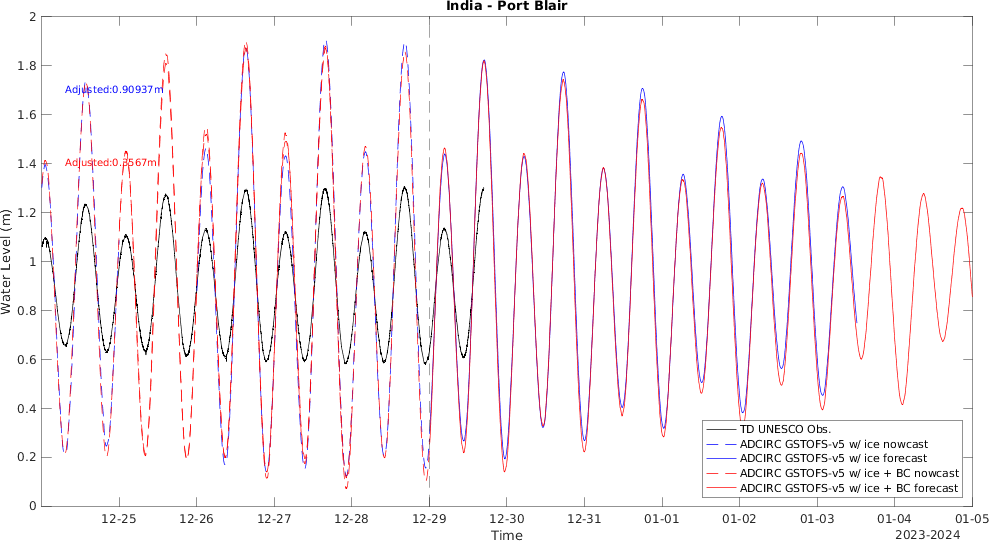 India - Port Blair
Water Level (m)
2
1.8
1.6
1.4
1.2
1
0.8
0.6
0.4
0.2
0
Adjusted:0.90937m
Adjusted:0.3567m
TD UNESCO Obs.
ADCIRC GSTOFS-v5 w/ ice nowcast
ADCIRC GSTOFS-v5 w/ ice forecast
ADCIRC GSTOFS-v5 w/ ice + BC nowcast
ADCIRC GSTOFS-v5 w/ ice + BC forecast
12-25 12-26 12-27 12-28 12-29 12-30 12-31 01-01 01-02 01-03 01-04 01-05
Time
2023-2024